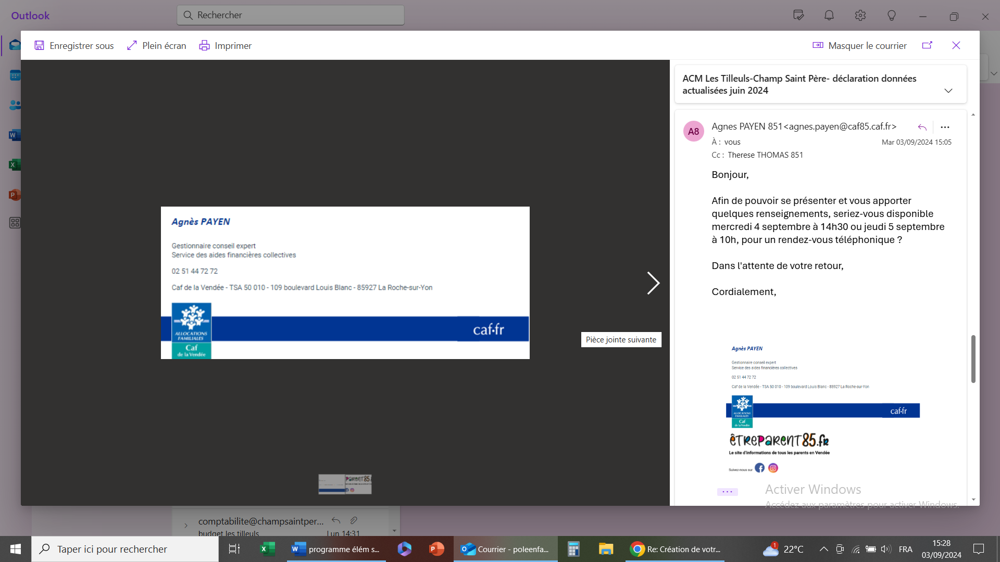 Outlook
Rechercher
Enregistrer sous
Plein écran
Imprimer
Masquer le courrier
Agnès PAYEN
Gestionnaire conseil expert
Service des aides financières collectives
02 51 44 72 72
Caf de la Vendée - TSA 50 010 - 109 boulevard Louis Blanc - 85927 La Roche-sur-Yon
ALLOCATIONS
FAMILIALES
Caf
de la Vendée
caf.fr
Pièce jointe suivante
PaRenT85.
ACM Les Tilleuls-Champ Saint Père- déclaration données
actualisées juin 2024
A8
Agnes PAYEN 851<agnes.payen@caf85.caf.fr>
À : vous
Mar 03/09/2024 15:05
Cc : Therese THOMAS 851
Bonjour,
Afin de pouvoir se présenter et vous apporter
quelques renseignements, seriez-vous disponible
mercredi 4 septembre à 14h30 ou jeudi 5 septembre
à 10h, pour un rendez-vous téléphonique ?
Dans l'attente de votre retour,
Cordialement,
Agnès PAYEN
Gestionnaire conseil expert
Service des aides financières collectives
02 51 44 72 72
Caf de la Vendée - TSA 50 010 - 109 boulevard Louis Blanc - 85927 La Roche-sur-Yon
ALLOCATIONS
FAMILIALES
Caf
de la Vendée
caf.fr
êTRePaRenT85.fr
Le site d'informations de tous les parents en Vendée
Suivez-nous sur
Activer Windows
Accédez aux paramètres pour activer Windows.
comptabilite@champsaintper...
budget les tilleuls
Lun 14:31
Taper ici pour rechercher
programme élém s...
Courrier - poleenfa...
Re: Création de votr...
1
22°C
FRA
15:28
03/09/2024